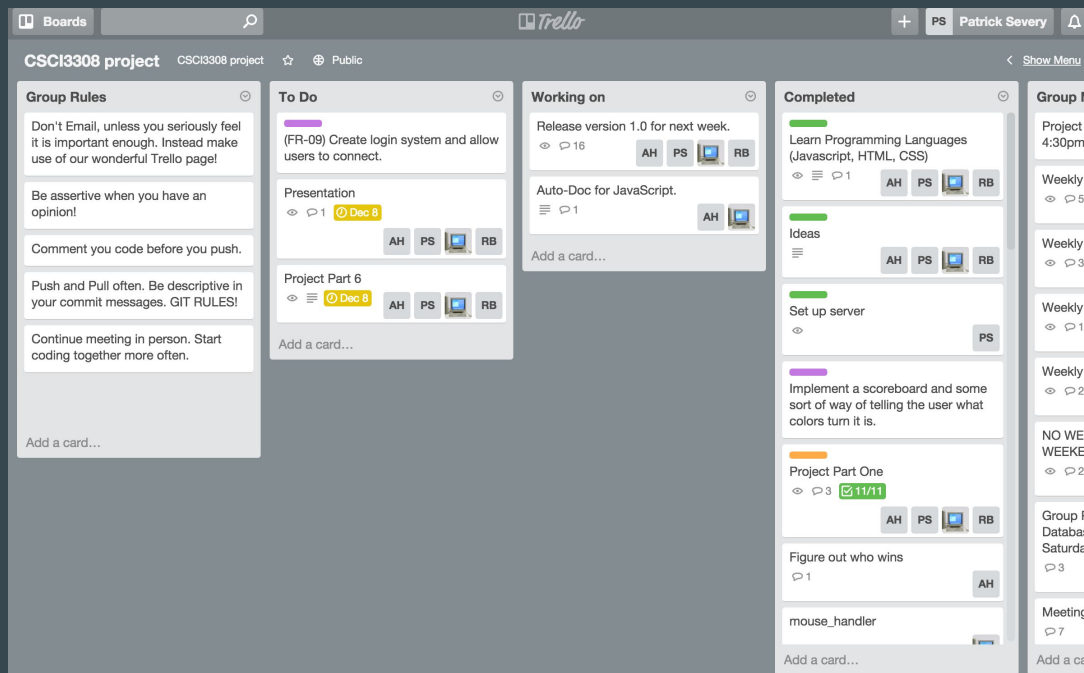 Boards
Trello
PS Patrick Severy
CSCI3308 project CSCI3308 project Public
Show Menu
Group Rules
Don't Email, unless you seriously feel
it is important enough. Instead make
use of our wonderful Trello page!
Be assertive when you have an
opinion!
Comment you code before you push.
Push and Pull often. Be descriptive in
your commit messages. GIT RULES!
Continue meeting in person. Start
coding together more often.
Add a card…
To Do
(FR-09) Create login system and allow
users to connect.
Presentation
1 Dec 8
AH PS RB
Project Part 6
Dec 8
AH PS RB
Add a card…
Working on
Release version 1.0 for next week.
16
AH PS RB
Auto-Doc for JavaScript.
1
AH
Add a card…
Completed
Learn Programming Languages
(Javascript, HTML, CSS)
1
AH PS RB
Ideas
AH PS RB
Set up server
PS
Implement a scoreboard and some
sort of way of telling the user what
colors turn it is.
Project Part One
3 11/11
AH PS RB
Figure out who wins
1
AH
mouse_handler
Add a card…
Group
Project
4:30pm
Weekly
5
Weekly
3
Weekly
1
Weekly
2
NO WE
WEEKE
2
Group
Databas
Saturda
3
Meeting
7
Add a ca